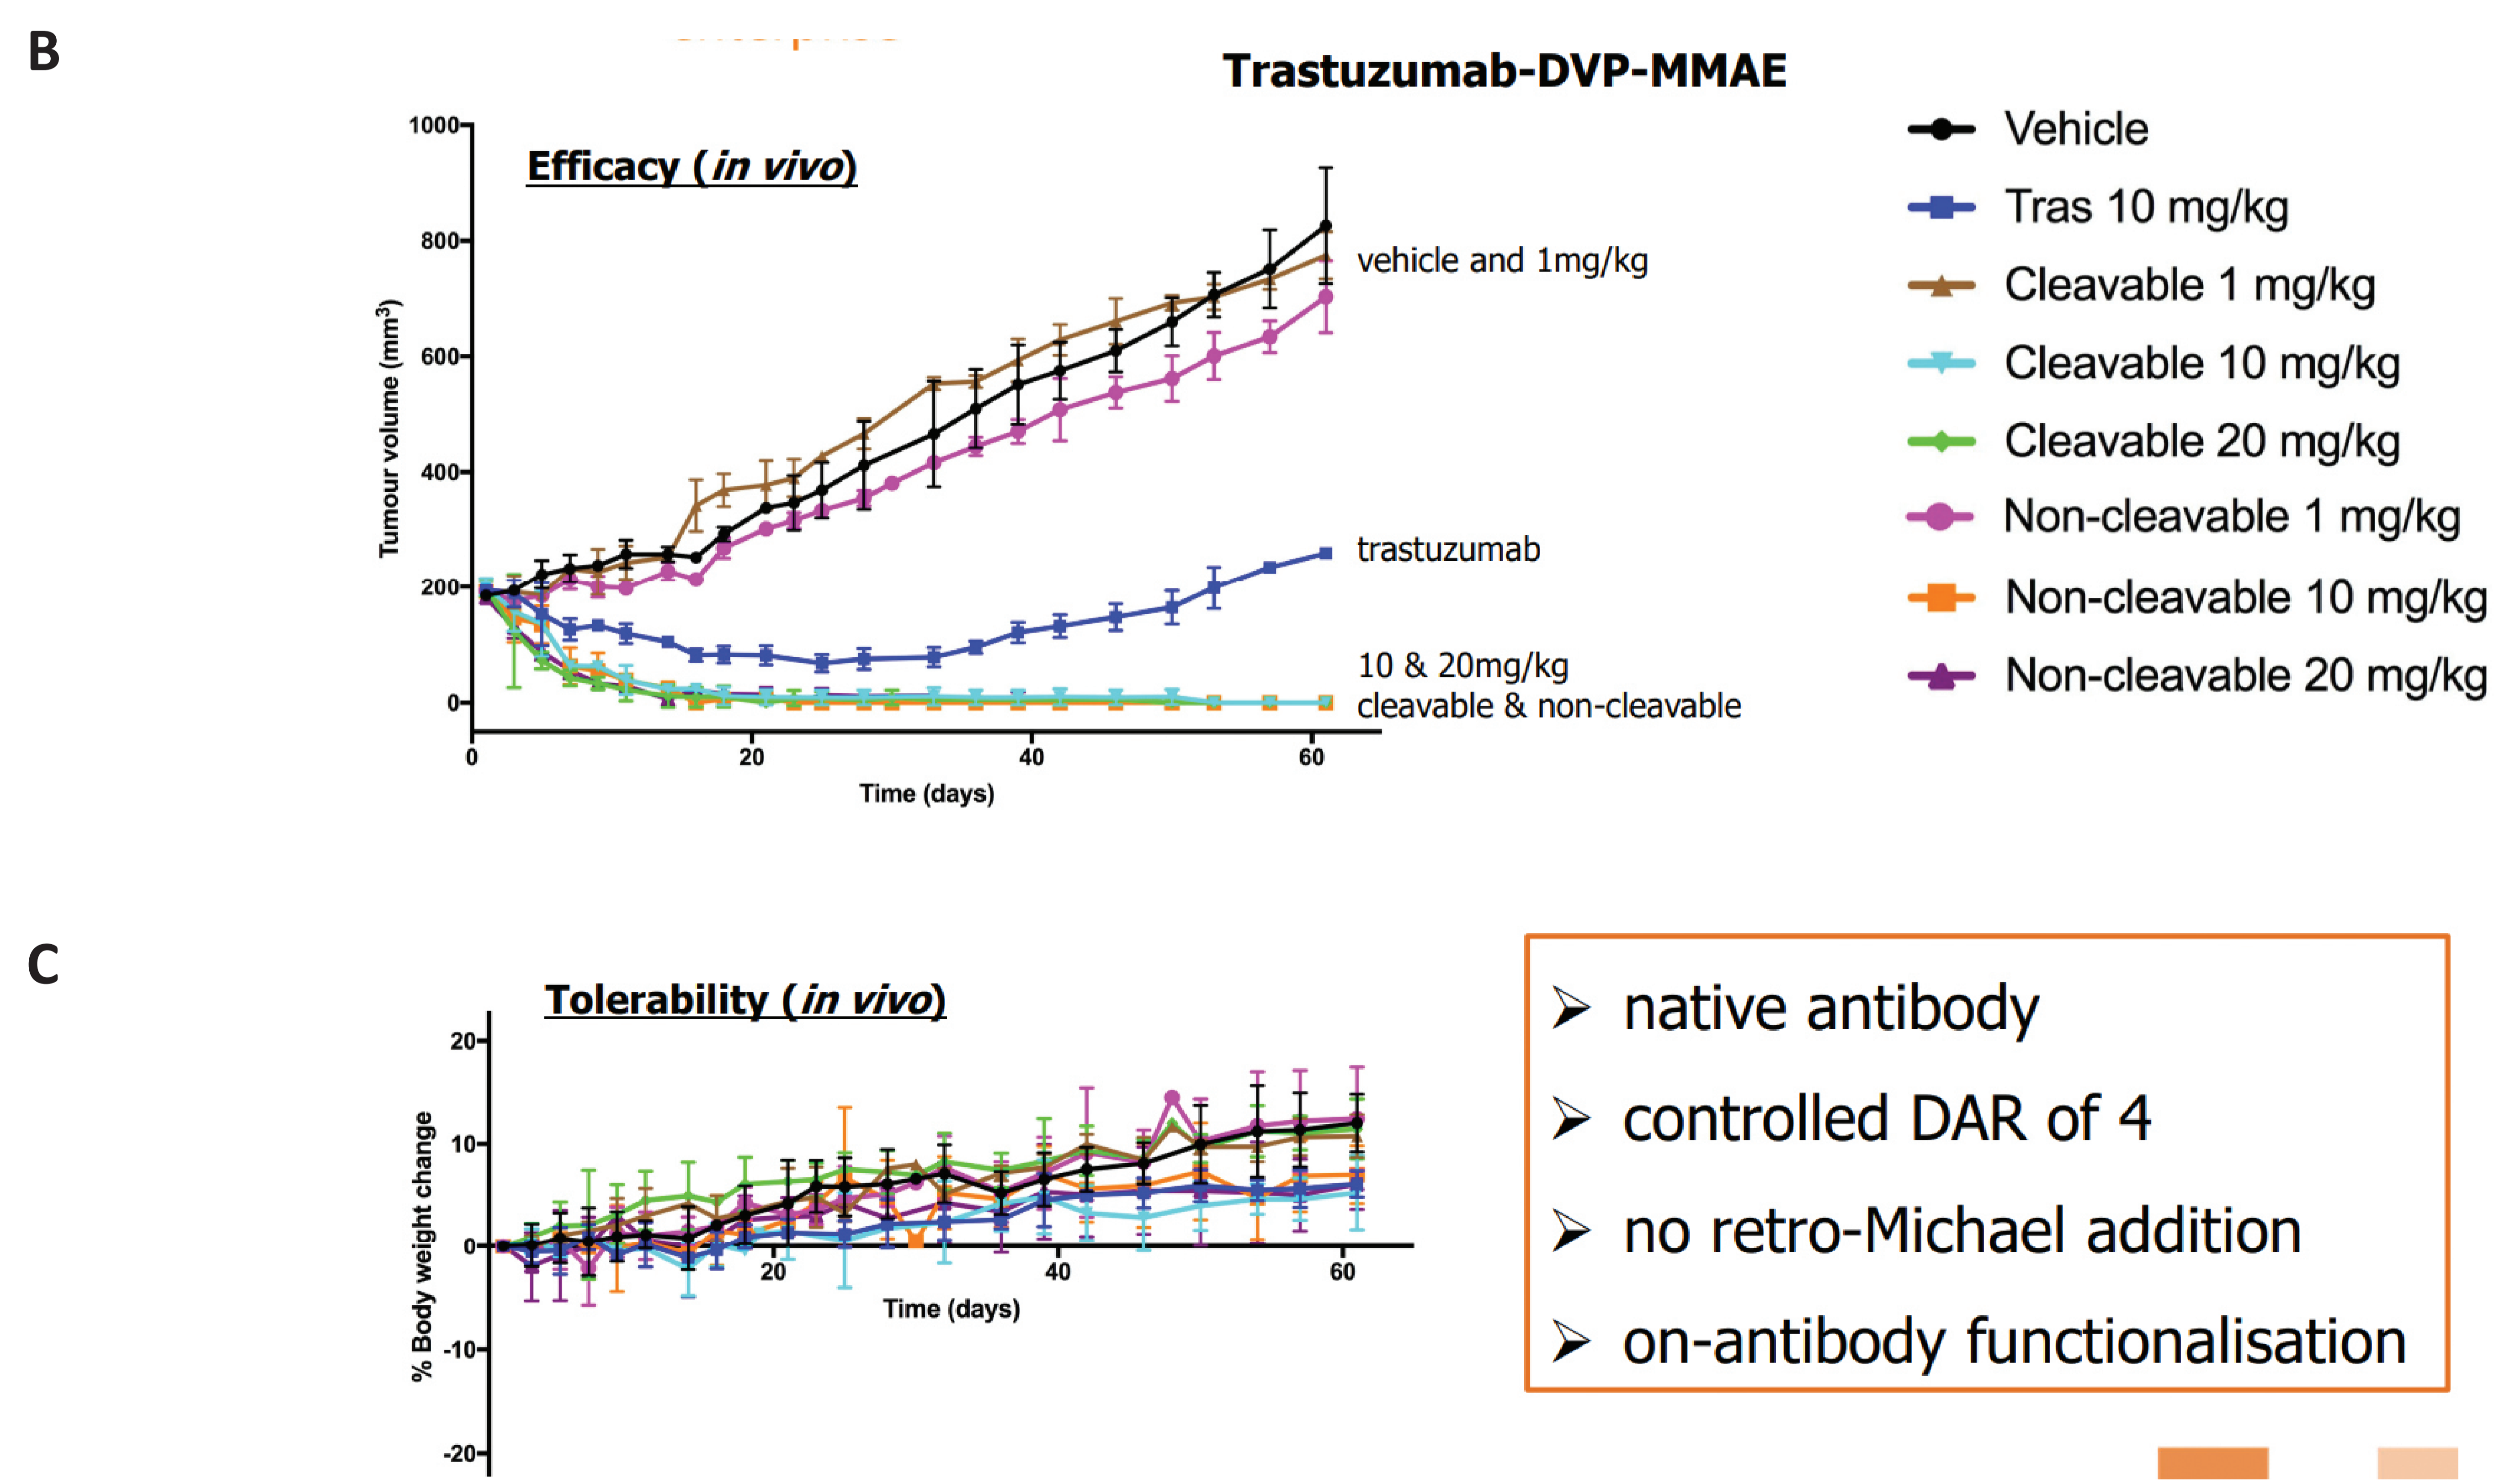 B
Trastuzumab-DVP-MMAE
Efficacy (in vivo)
1000
800
600
400
200
0
Tumour volume (mm³)
0
20
40
60
Time (days)
vehicle and 1mg/kg
trastuzumab
10 & 20mg/kg
cleavable & non-cleavable
Vehicle
Tras 10 mg/kg
Cleavable 1 mg/kg
Cleavable 10 mg/kg
Cleavable 20 mg/kg
Non-cleavable 1 mg/kg
Non-cleavable 10 mg/kg
Non-cleavable 20 mg/kg
C
Tolerability (in vivo)
20
10
0
-10
-20
% Body weight change
20
40
60
Time (days)
➢ native antibody
➢ controlled DAR of 4
➢ no retro-Michael addition
➢ on-antibody functionalisation